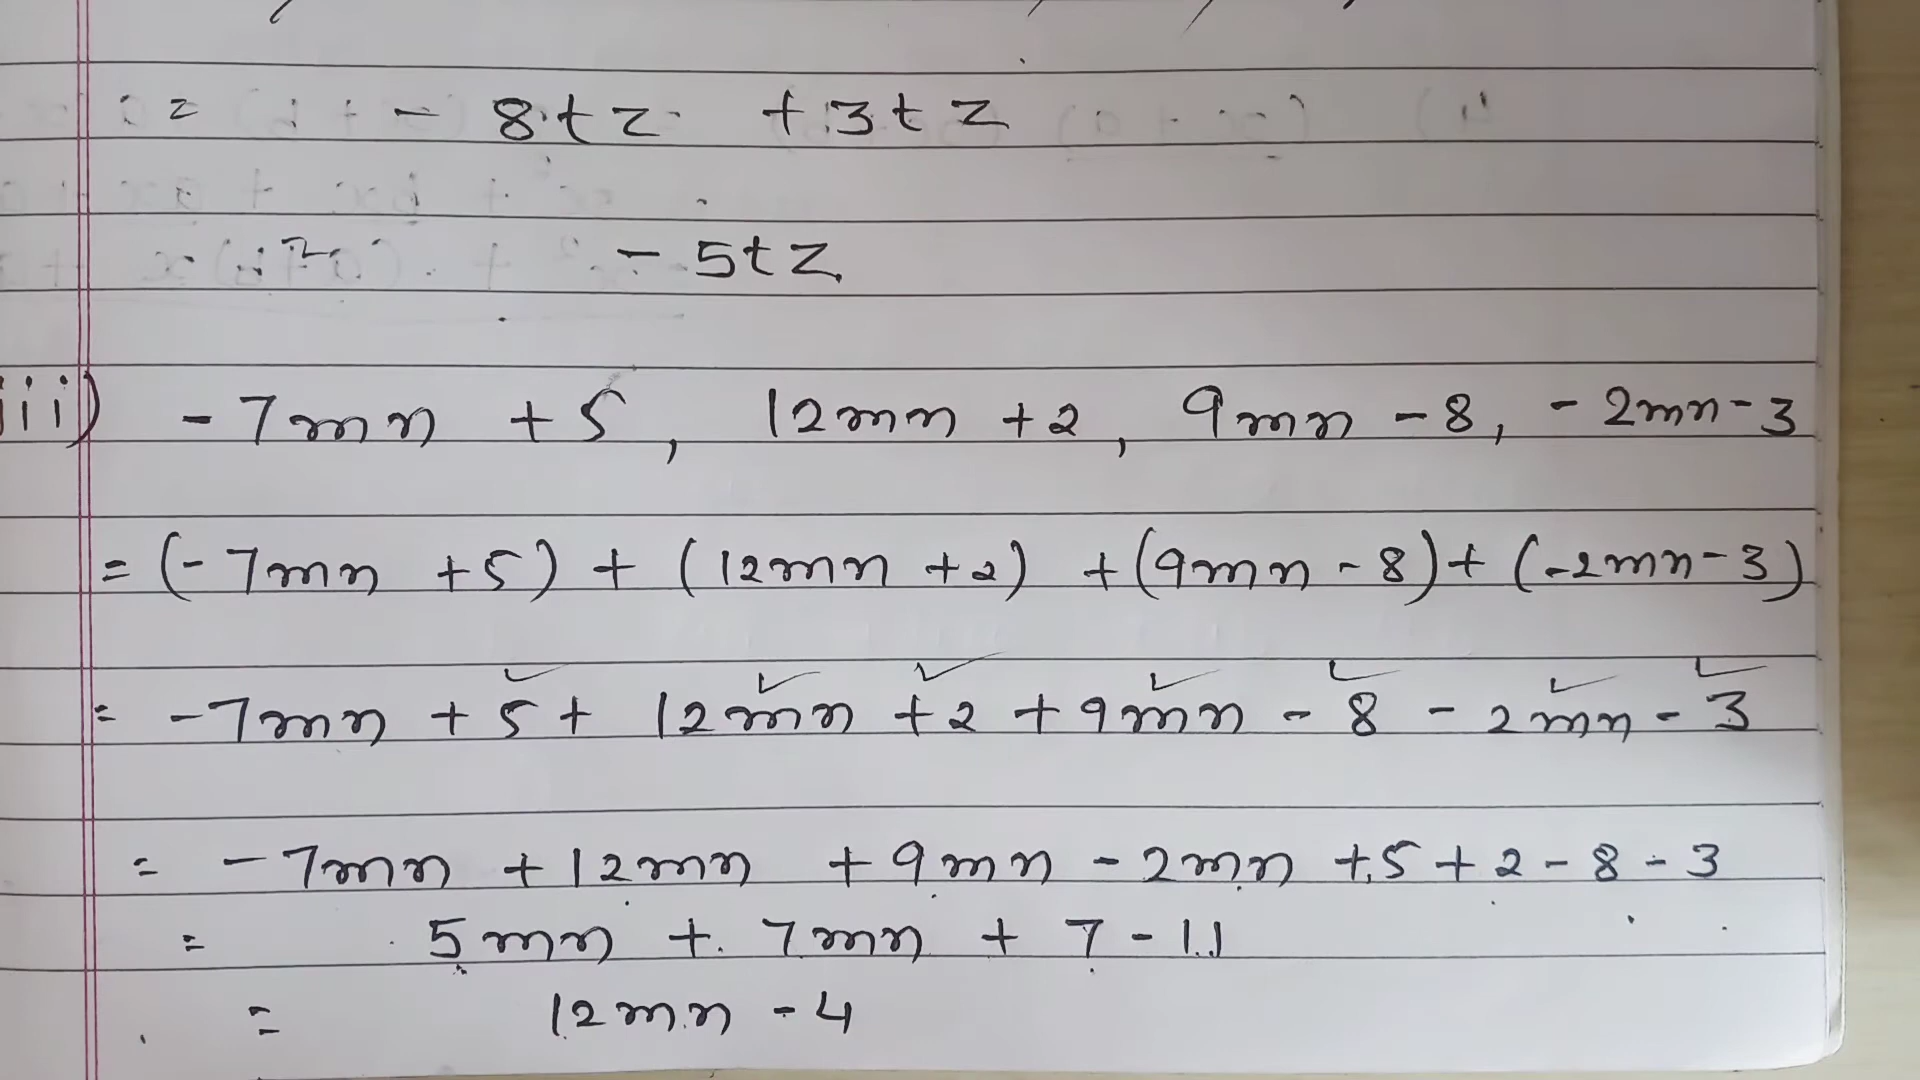 = - 8tz + 3tz
- 5tz
iii) - 7mn + 5, 12mn + 2, 9mn - 8, - 2mn - 3
= (- 7mn + 5) + (12mn + 2) + (9mn - 8) + (-2mn - 3)
= - 7mn + 5 + 12mn + 2 + 9mn - 8 - 2mn - 3
= - 7mn + 12mn + 9mn - 2mn + 5 + 2 - 8 - 3
= 5mn + 7mn + 7 - 11
= 12mn - 4